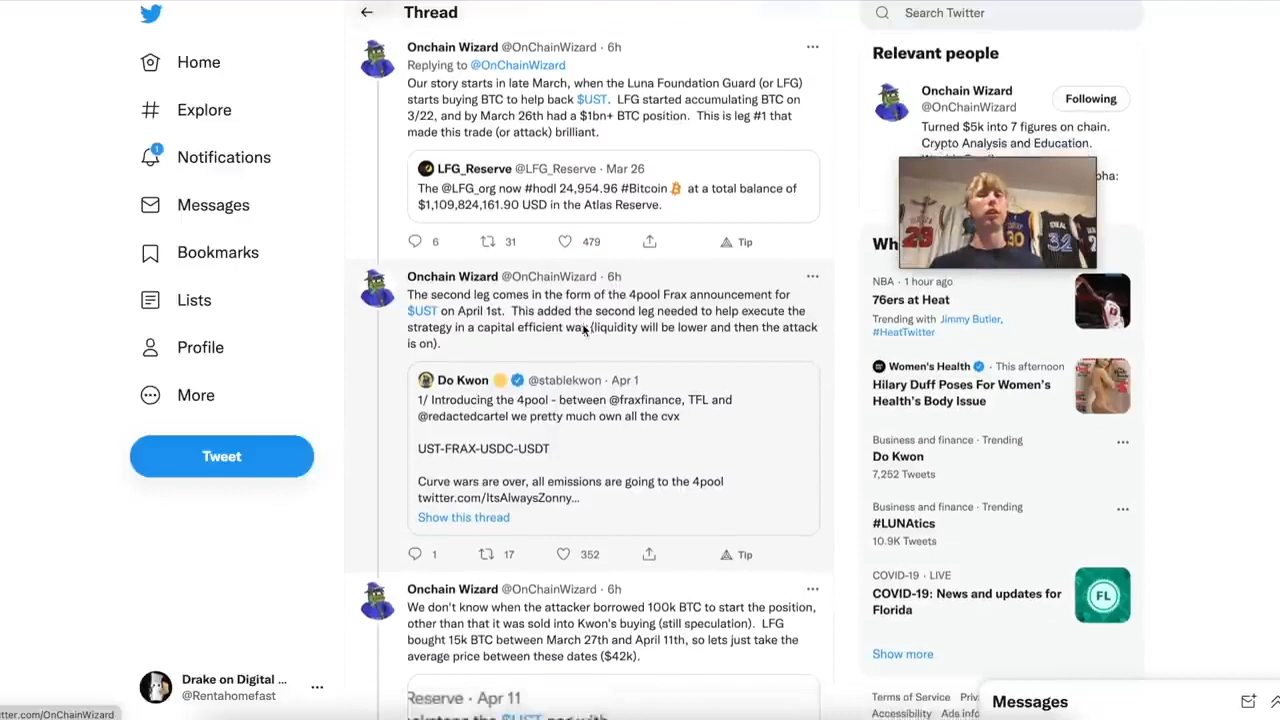 Thread
Search Twitter
Home
Explore
1
Notifications
Messages
Bookmarks
Lists
Profile
More
Tweet
Drake on Digital ...
@Rentahomefast
Onchain Wizard @OnChainWizard · 6h
Replying to @OnChainWizard
Our story starts in late March, when the Luna Foundation Guard (or LFG)
starts buying BTC to help back $UST. LFG started accumulating BTC on
3/22, and by March 26th had a $1bn+ BTC position. This is leg #1 that
made this trade (or attack) brilliant.
LFG_Reserve @LFG_Reserve · Mar 26
The @LFG_org now #hodl 24,954.96 #Bitcoin at a total balance of
$1,109,824,161.90 USD in the Atlas Reserve.
6 31 479 Tip
Onchain Wizard @OnChainWizard · 6h
The second leg comes in the form of the 4pool Frax announcement for
$UST on April 1st. This added the second leg needed to help execute the
strategy in a capital efficient way (liquidity will be lower and then the attack
is on).
Do Kwon @stablekwon · Apr 1
1/ Introducing the 4pool - between @fraxfinance, TFL and
@redactedcartel we pretty much own all the cvx
UST-FRAX-USDC-USDT
Curve wars are over, all emissions are going to the 4pool
twitter.com/ItsAlwaysZonny...
Show this thread
1 17 352 Tip
Onchain Wizard @OnChainWizard · 6h
We don't know when the attacker borrowed 100k BTC to start the position,
other than that it was sold into Kwon's buying (still speculation). LFG
bought 15k BTC between March 27th and April 11th, so lets just take the
average price between these dates ($42k).
Reserve · Apr 11
Relevant people
Onchain Wizard
@OnChainWizard
Following
Turned $5k into 7 figures on chain.
Crypto Analysis and Education.
pha:
Wh
23
30
32
NBA · 1 hour ago
76ers at Heat
Trending with Jimmy Butler,
#HeatTwitter
Women's Health · This afternoon
Hilary Duff Poses For Women's
Health's Body Issue
Business and finance · Trending
Do Kwon
7,252 Tweets
Business and finance · Trending
#LUNAtics
10.9K Tweets
COVID-19 · LIVE
COVID-19: News and updates for
Florida
FL
Show more
Terms of Service Priv
Accessibility Ads info
Messages
tter.com/OnChainWizard